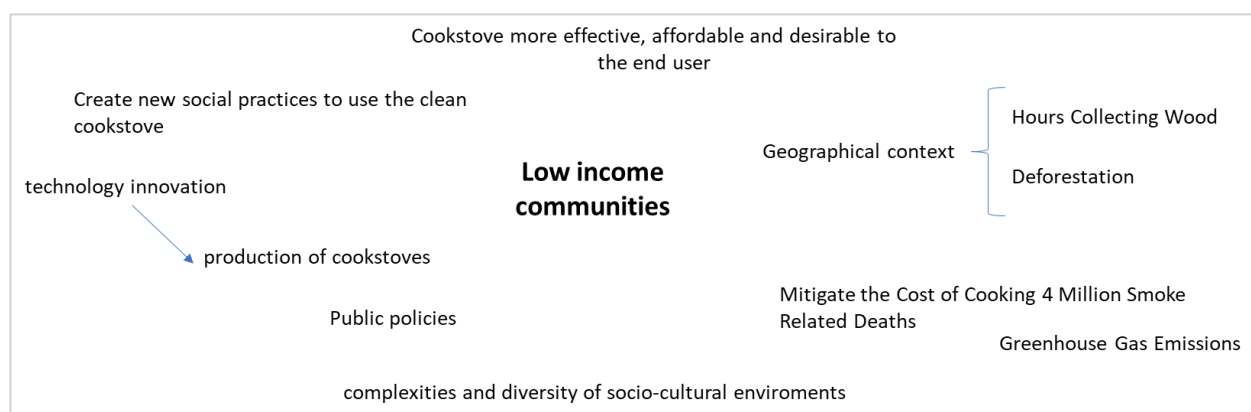 Cookstove more effective, affordable and desirable to
the end user
Create new social practices to use the clean
cookstove
Hours Collecting Wood
Geographical context
Deforestation
Low income
communities
technology innovation
production of cookstoves
Public policies
Mitigate the Cost of Cooking 4 Million Smoke
Related Deaths
Greenhouse Gas Emissions
complexities and diversity of socio-cultural enviroments